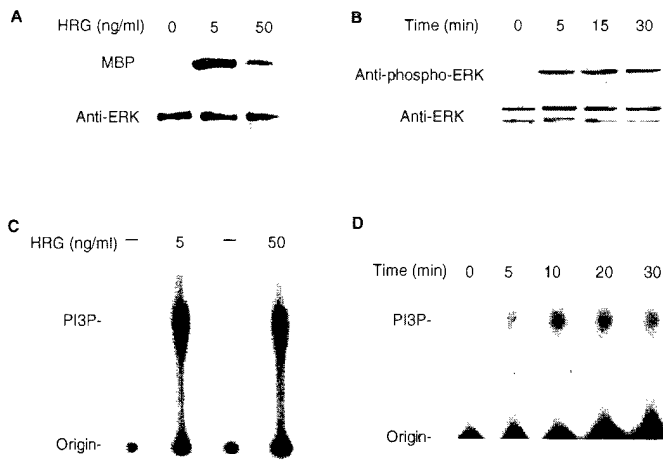 A
HRG (ng/ml) 0 5 50
MBP
Anti-ERK
B
Time (min) 0 5 15 30
Anti-phospho-ERK
Anti-ERK
C
HRG (ng/ml) – 5 – 50
PI3P-
Origin-
D
Time (min) 0 5 10 20 30
PI3P-
Origin-